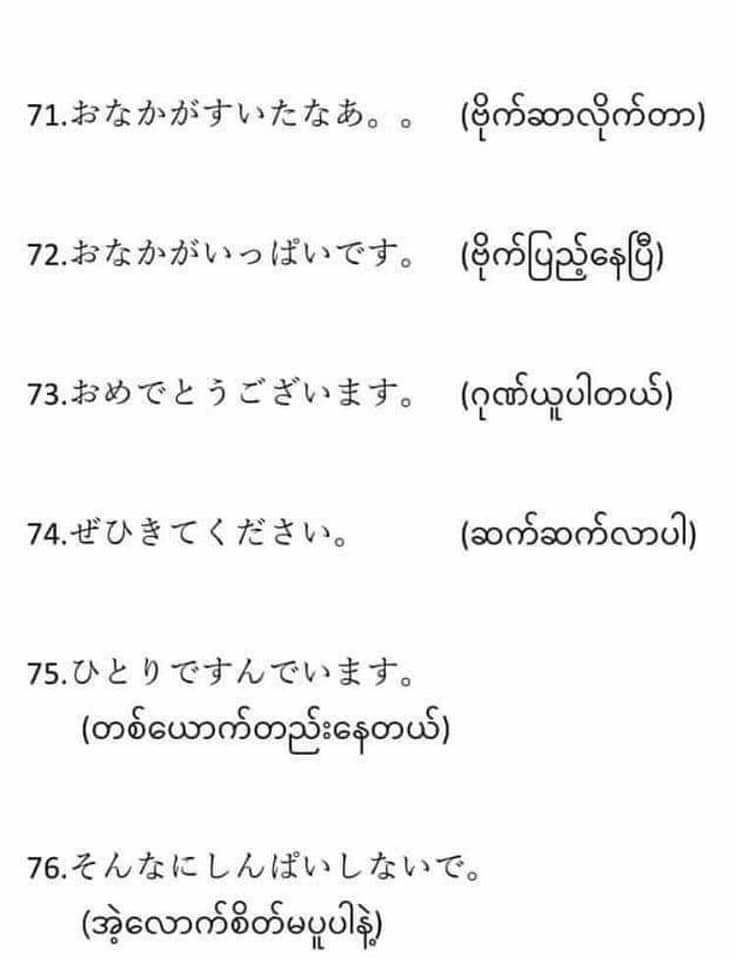 71.おなかがすいたなあ。。 (ဗိုက်ဆာလိုက်တာ)
72.おなかがいっぱいです。 (ဗိုက်ပြည့်နေပြီ)
73.おめでとうございます。 (ဂုဏ်ယူပါတယ်)
74.ぜひきてください。 (ဆက်ဆက်လာပါ)
75.ひとりですんでいます。
(တစ်ယောက်တည်းနေတယ်)
76.そんなにしんぱいしないで。
(အဲ့လောက်စိတ်မပူပါနဲ့)